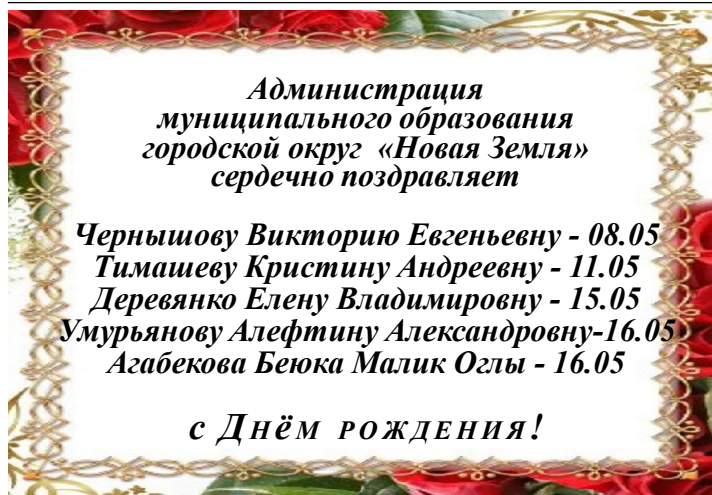 Администрация
муниципального образования
городской округ «Новая Земля»
сердечно поздравляет
Чернышову Викторию Евгеньевну - 08.05
Тимашеву Кристину Андреевну - 11.05
Деревянко Елену Владимировну - 15.05
Умурьянову Алефтину Александровну-16.05
Агабекова Беюка Малик Оглы - 16.05
с Днём рождения!